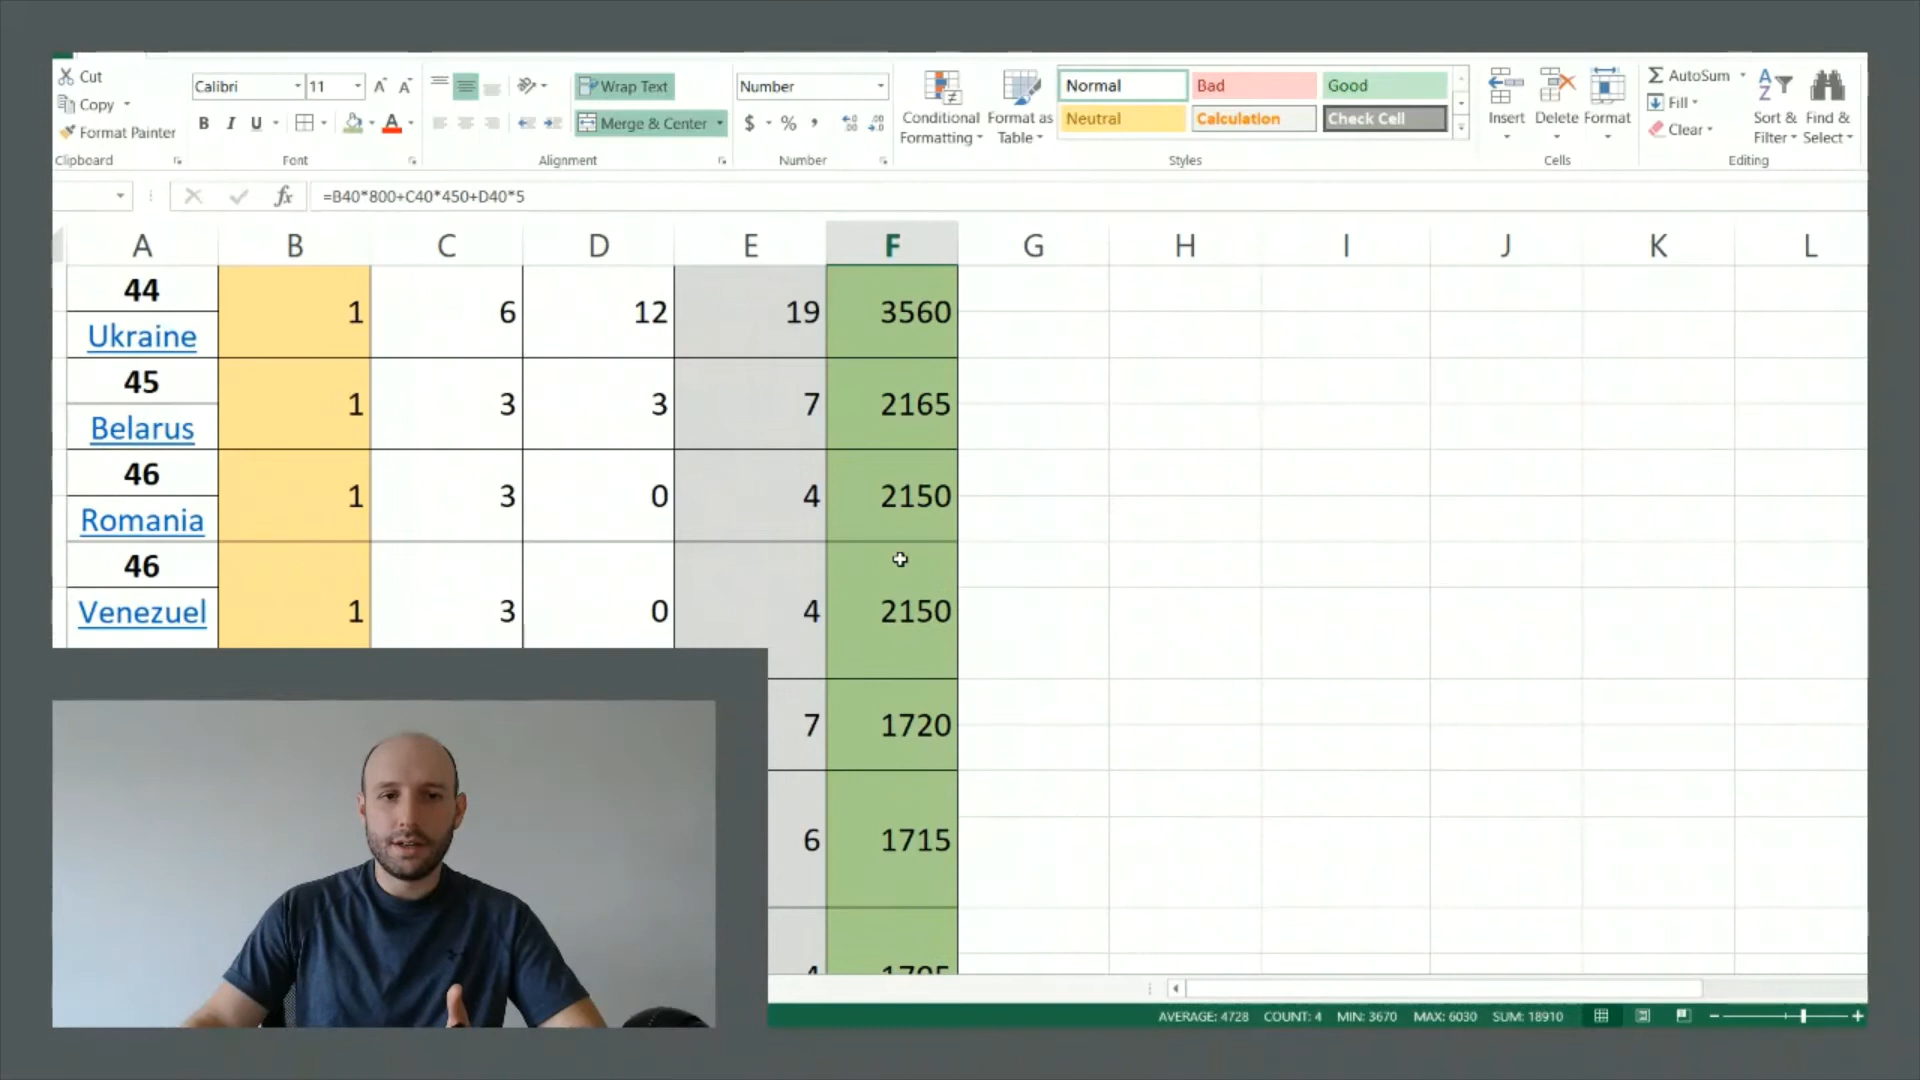 Cut
Copy
Format Painter
Clipboard
Calibri 11 A A
B I U A
Font
Wrap Text
Merge & Center
Alignment
Number
$ % ,
Number
Conditional Formatting
Format as Table
Normal Bad Good
Neutral Calculation Check Cell
Styles
Insert Delete Format
Cells
AutoSum
Fill
Clear
Sort & Filter
Find & Select
Editing
fx =B40*800+C40*450+D40*5
A B C D E F G H I J K L
44
Ukraine 1 6 12 19 3560
45
Belarus 1 3 3 7 2165
46
Romania 1 3 0 4 2150
46
Venezuel 1 3 0 4 2150
7 1720
6 1715
AVERAGE: 4728 COUNT: 4 MIN: 3670 MAX: 6030 SUM: 18910